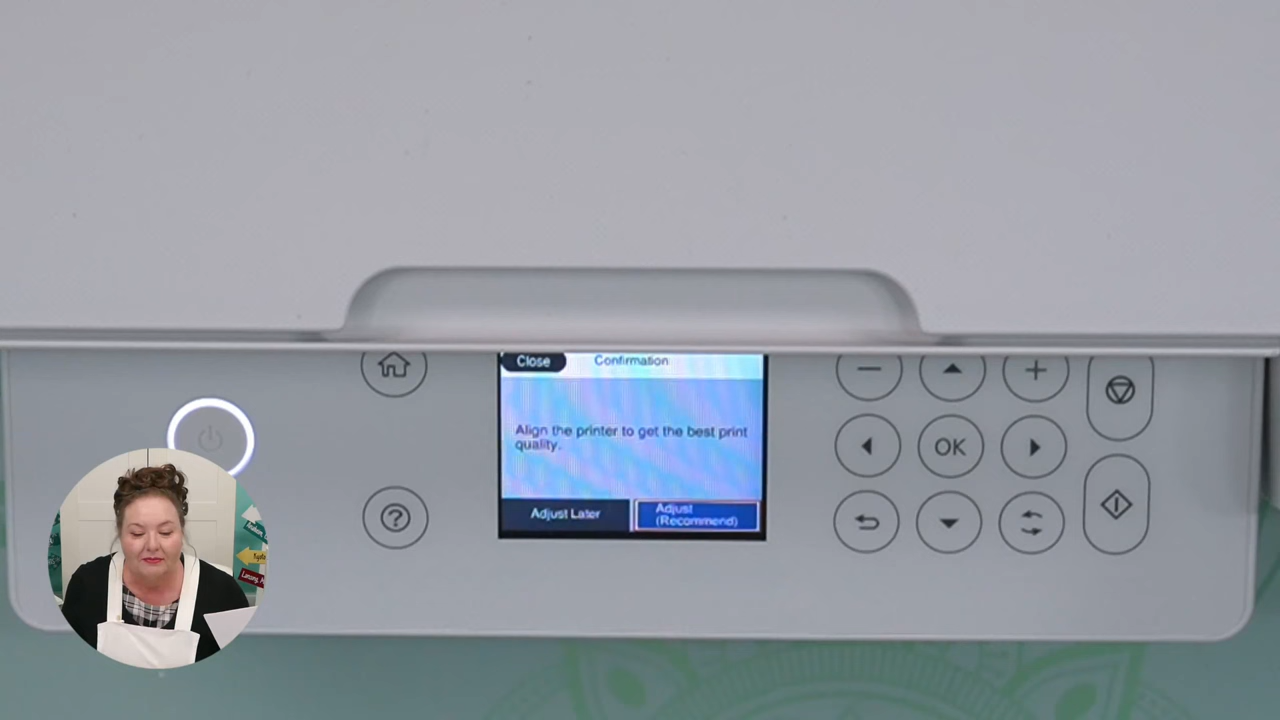 Close
Confirmation
Align the printer to get the best print
quality.
Adjust Later
Adjust
(Recommend)
OK
?